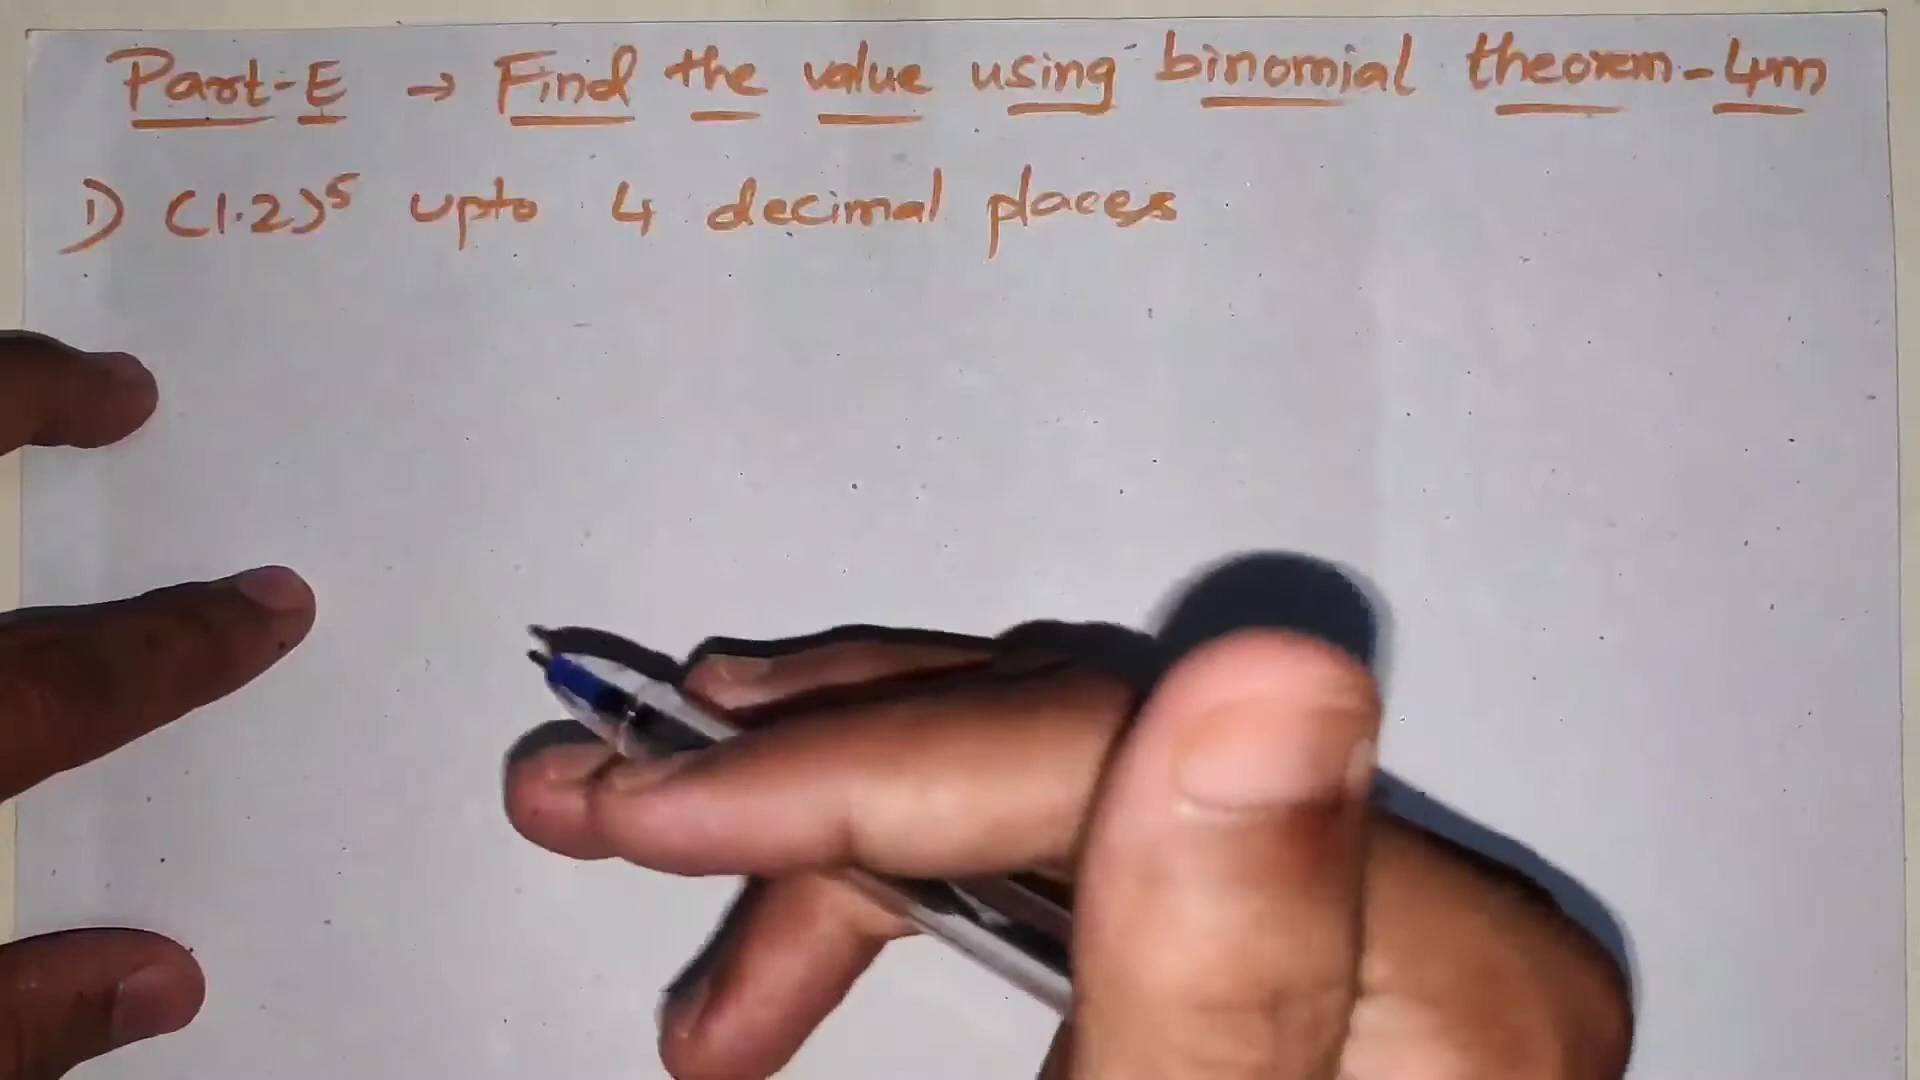 Part-E → Find the value using binomial theorem-4m
1) (1.2)⁵ upto 4 decimal places